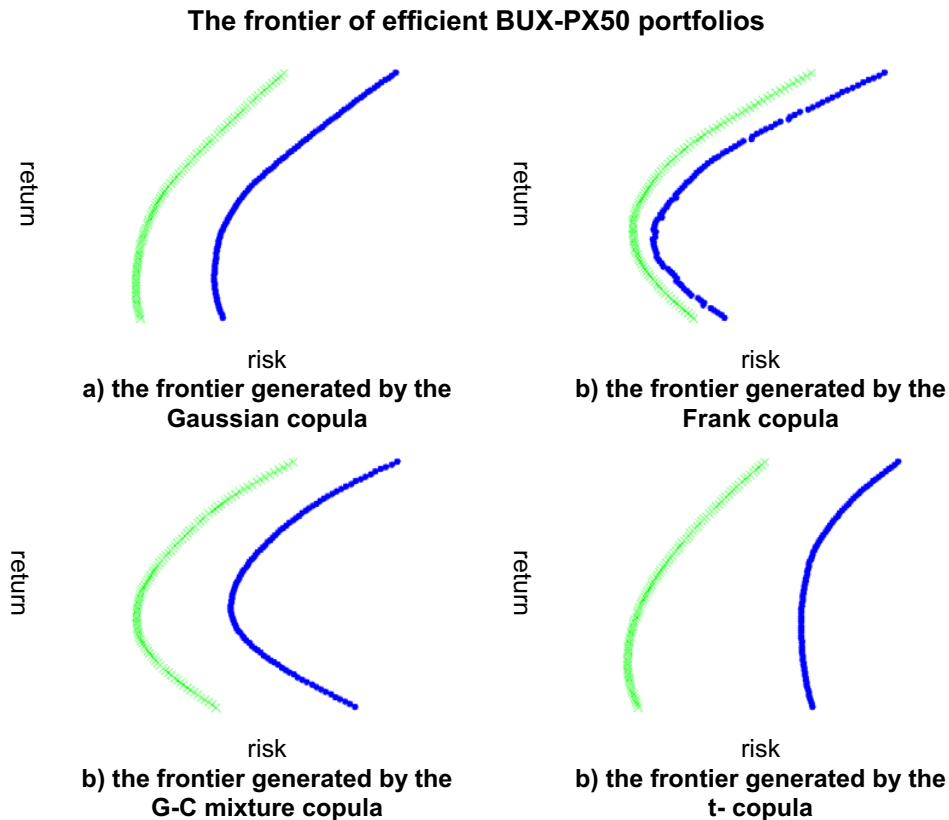 The frontier of efficient BUX-PX50 portfolios
return
risk
a) the frontier generated by the
Gaussian copula
return
risk
b) the frontier generated by the
Frank copula
return
risk
b) the frontier generated by the
G-C mixture copula
return
risk
b) the frontier generated by the
t- copula